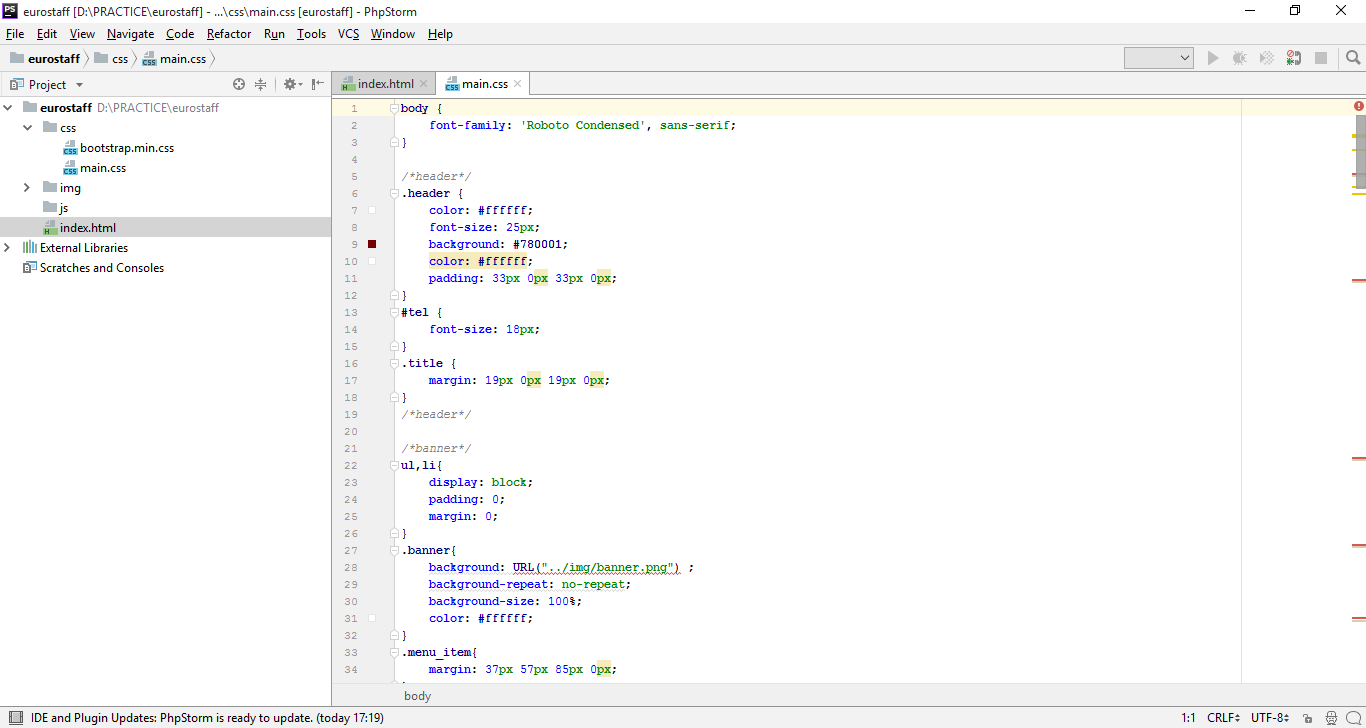 eurostaff [D:\PRACTICE\eurostaff] - ...\css\main.css [eurostaff] - PhpStorm
File Edit View Navigate Code Refactor Run Tools VCS Window Help
eurostaff css main.css
Project
index.html main.css
eurostaff D:\PRACTICE\eurostaff
css
bootstrap.min.css
main.css
img
js
index.html
External Libraries
Scratches and Consoles
1 body {
2 font-family: 'Roboto Condensed', sans-serif;
3 }
4
5 /*header*/
6 .header {
7 color: #ffffff;
8 font-size: 25px;
9 background: #780001;
10 color: #ffffff;
11 padding: 33px 0px 33px 0px;
12 }
13 #tel {
14 font-size: 18px;
15 }
16 .title {
17 margin: 19px 0px 19px 0px;
18 }
19 /*header*/
20
21 /*banner*/
22 ul,li{
23 display: block;
24 padding: 0;
25 margin: 0;
26 }
27 .banner{
28 background: URL("../img/banner.png") ;
29 background-repeat: no-repeat;
30 background-size: 100%;
31 color: #ffffff;
32 }
33 .menu_item{
34 margin: 37px 57px 85px 0px;
body
IDE and Plugin Updates: PhpStorm is ready to update. (today 17:19) 1:1 CRLF UTF-8